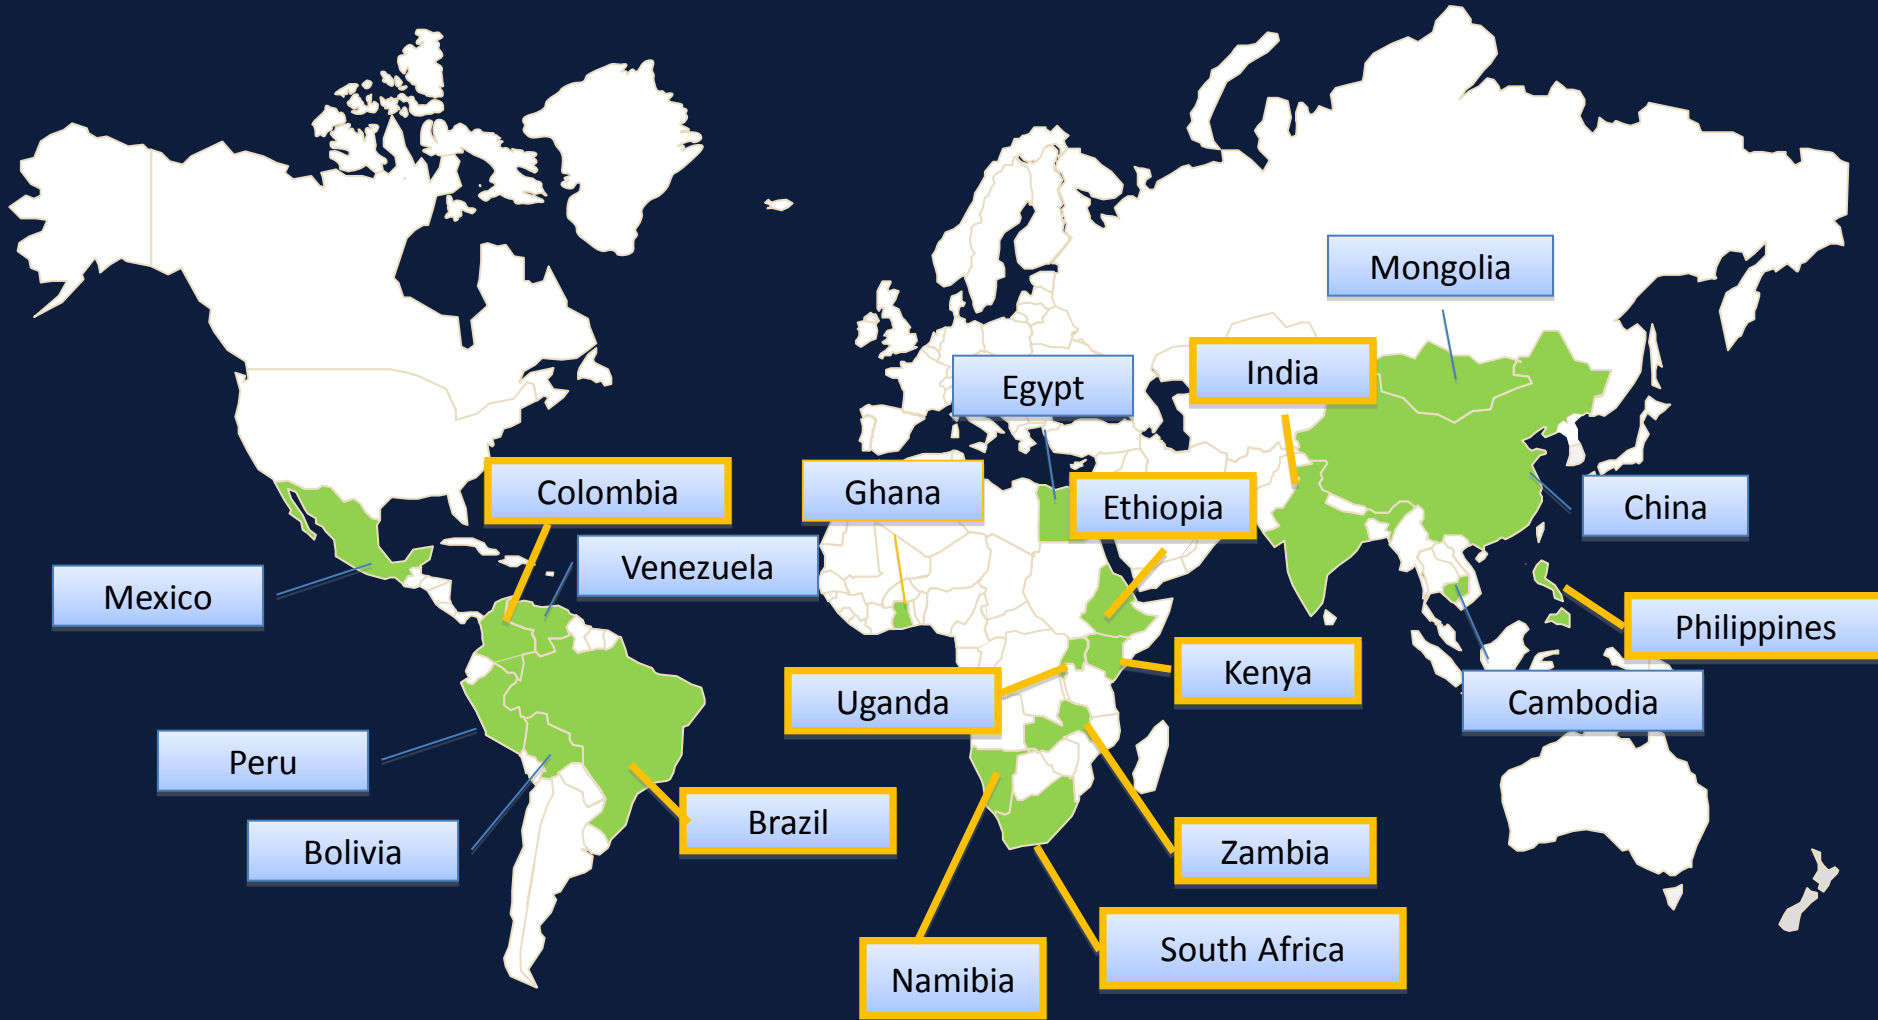 Mongolia
India
Egypt
Colombia
Ghana
Ethiopia
China
Venezuela
Mexico
Philippines
Kenya
Uganda
Cambodia
Peru
Brazil
Bolivia
Zambia
South Africa
Namibia